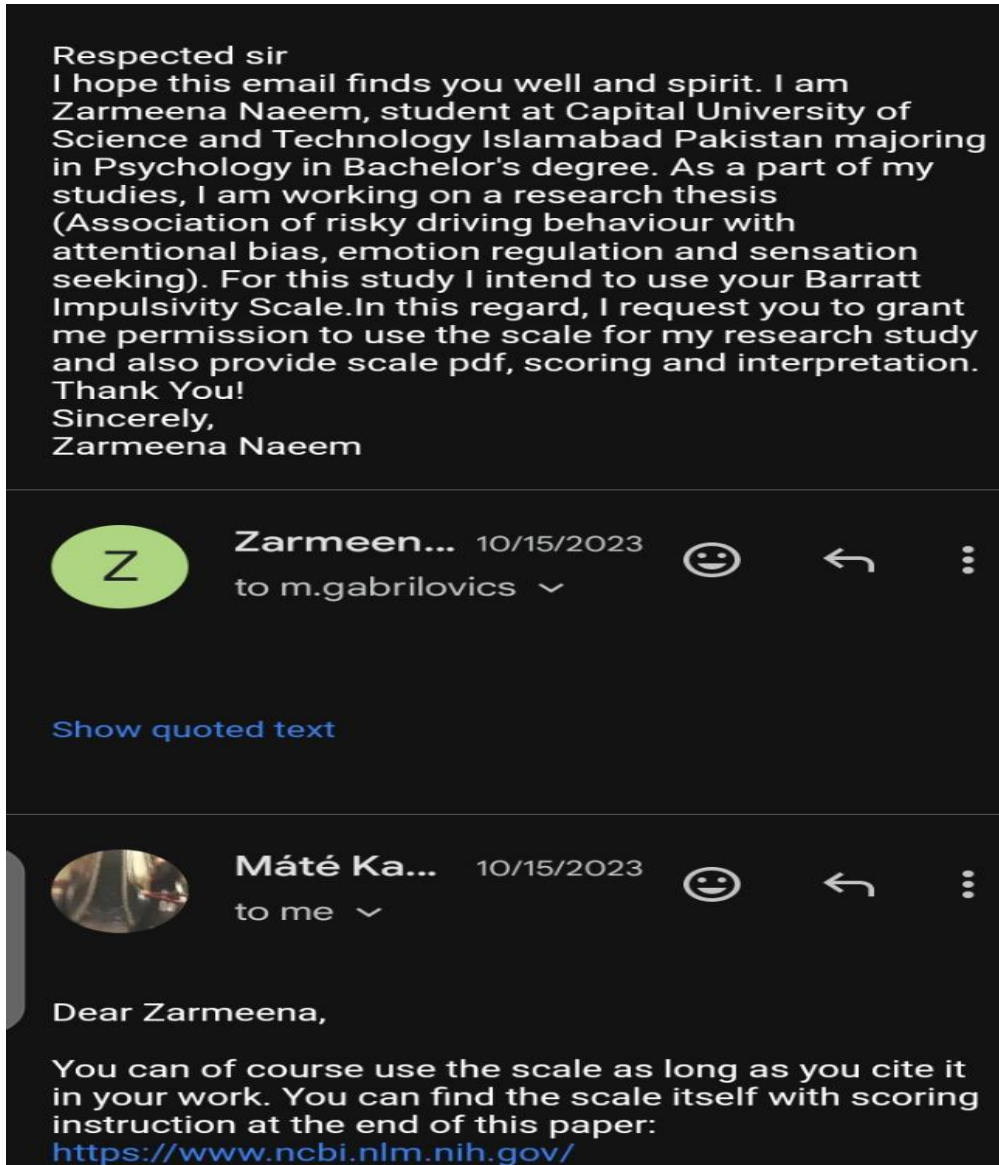 Respected sir
I hope this email finds you well and spirit. I am
Zarmeena Naeem, student at Capital University of
Science and Technology Islamabad Pakistan majoring
in Psychology in Bachelor's degree. As a part of my
studies, I am working on a research thesis
(Association of risky driving behaviour with
attentional bias, emotion regulation and sensation
seeking). For this study I intend to use your Barratt
Impulsivity Scale.In this regard, I request you to grant
me permission to use the scale for my research study
and also provide scale pdf, scoring and interpretation.
Thank You!
Sincerely,
Zarmeena Naeem
Z
Zarmeen... 10/15/2023
to m.gabrilovics
Show quoted text
Máté Ka... 10/15/2023
to me
Dear Zarmeena,
You can of course use the scale as long as you cite it
in your work. You can find the scale itself with scoring
instruction at the end of this paper:
https://www.ncbi.nlm.nih.gov/